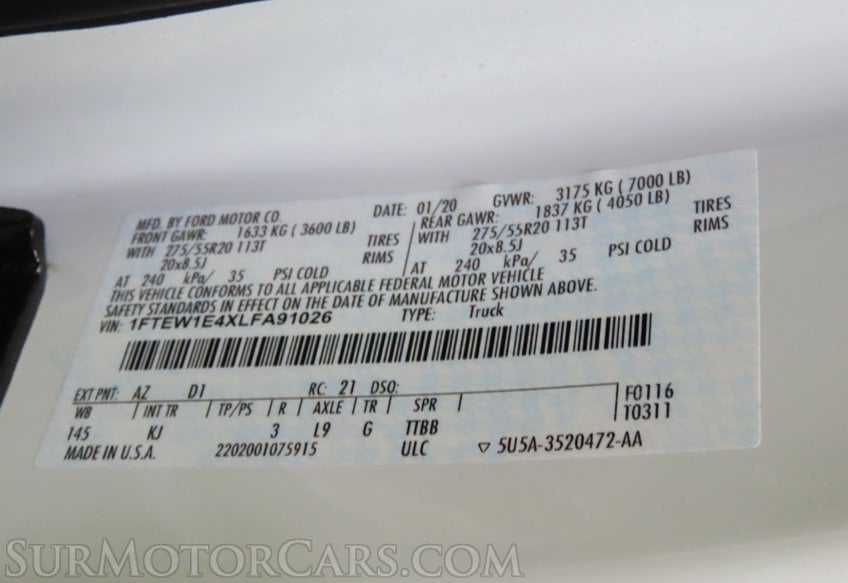 MFD. BY FORD MOTOR CO. DATE: 01/20 GVWR: 3175 KG ( 7000 LB)
FRONT GAWR: 1633 KG ( 3600 LB) REAR GAWR: 1837 KG ( 4050 LB)
WITH 275/55R20 113T TIRES WITH 275/55R20 113T TIRES
20x8.5J RIMS 20x8.5J RIMS
AT 240 kPa/ 35 PSI COLD AT 240 kPa/ 35 PSI COLD
THIS VEHICLE CONFORMS TO ALL APPLICABLE FEDERAL MOTOR VEHICLE
SAFETY STANDARDS IN EFFECT ON THE DATE OF MANUFACTURE SHOWN ABOVE.
VIN: 1FTEW1E4XLFA91026 TYPE: Truck
EXT PNT: AZ D1 RC: 21 DSO: F0116
WB INT TR TP/PS R AXLE TR SPR T0311
145 KJ 3 L9 G TTBB
MADE IN U.S.A. 2202001075915 ULC ▽ 5U5A-3520472-AA
SurMotorCars.com